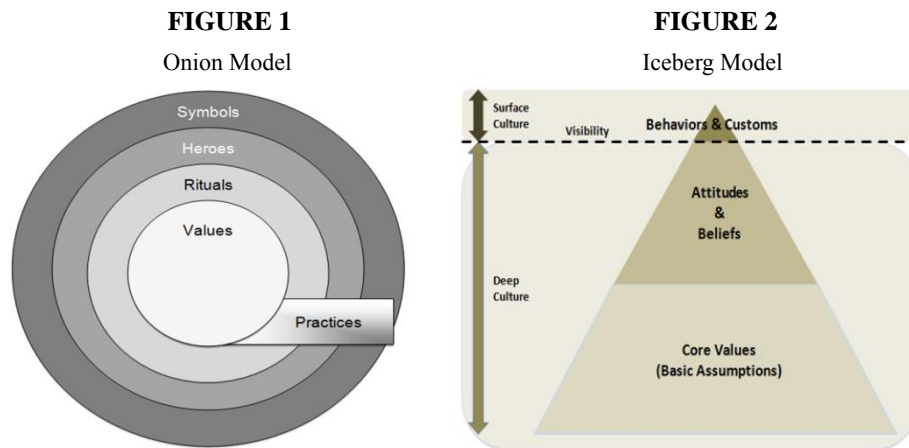 FIGURE 1
Onion Model
Symbols
Heroes
Rituals
Values
Practices
FIGURE 2
Iceberg Model
Surface
Culture
Visibility
Behaviors & Customs
Attitudes
&
Beliefs
Deep
Culture
Core Values
(Basic Assumptions)